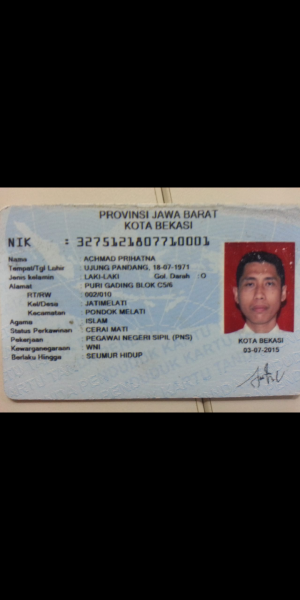 PROVINSI JAWA BARAT
KOTA BEKASI
NIK : 3275121807710001
Nama : ACHMAD PRIHATNA
Tempat/Tgl Lahir : UJUNG PANDANG, 18-07-1971
Jenis kelamin : LAKI-LAKI Gol. Darah : O
Alamat : PURI GADING BLOK C5/6
RT/RW : 002/010
Kel/Desa : JATIMELATI
Kecamatan : PONDOK MELATI
Agama : ISLAM
Status Perkawinan : CERAI MATI
Pekerjaan : PEGAWAI NEGERI SIPIL (PNS)
Kewarganegaraan : WNI
Berlaku Hingga : SEUMUR HIDUP
KOTA BEKASI
03-07-2015